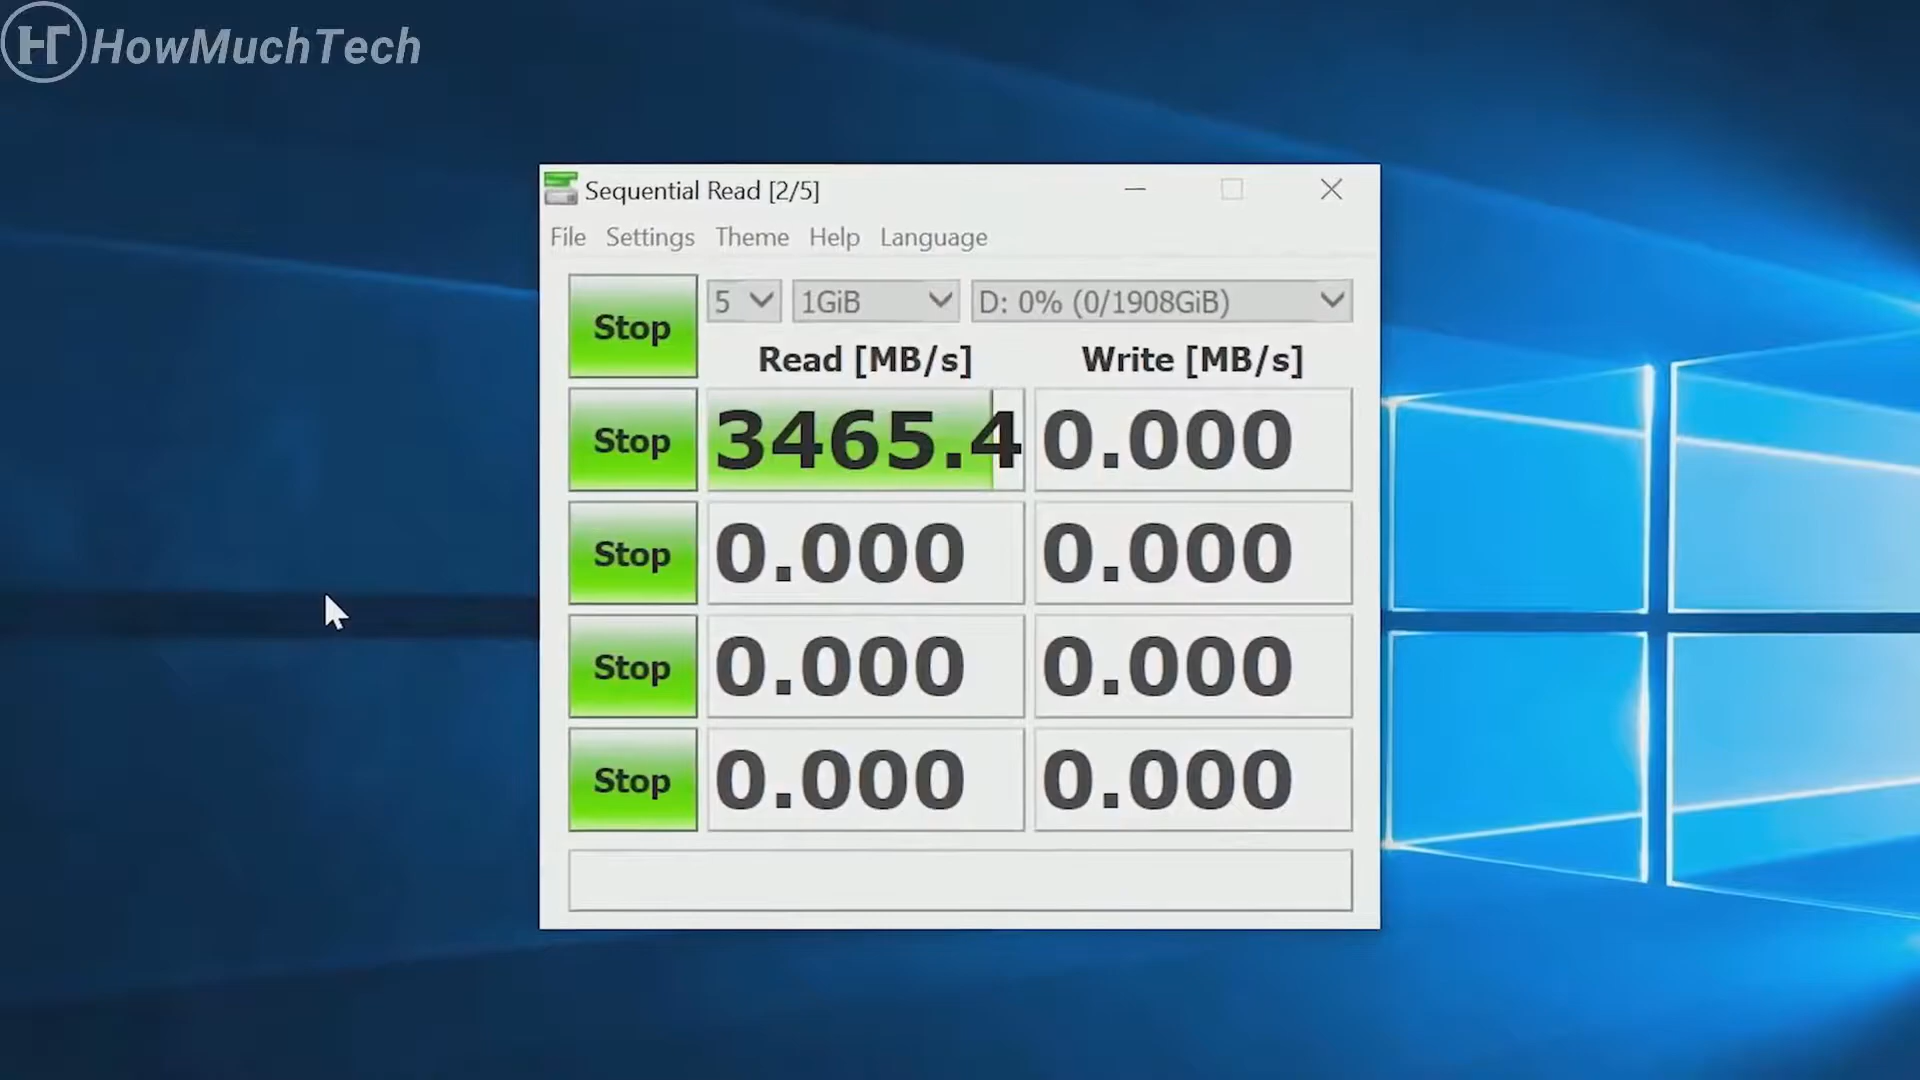 HowMuchTech
Sequential Read [2/5]
File Settings Theme Help Language
Stop 5 1GiB D: 0% (0/1908GiB)
Read [MB/s] Write [MB/s]
Stop 3465.4 0.000
Stop 0.000 0.000
Stop 0.000 0.000
Stop 0.000 0.000